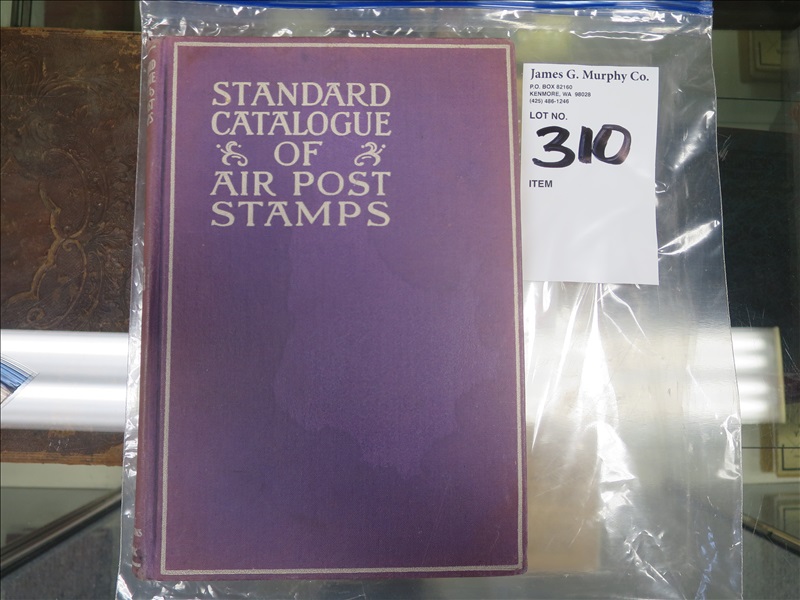 STANDARD
CATALOGUE
OF
AIR POST
STAMPS
James G. Murphy Co.
P.O. BOX 82160
KENMORE, WA 98028
(425) 486-1246
LOT NO.
310
ITEM